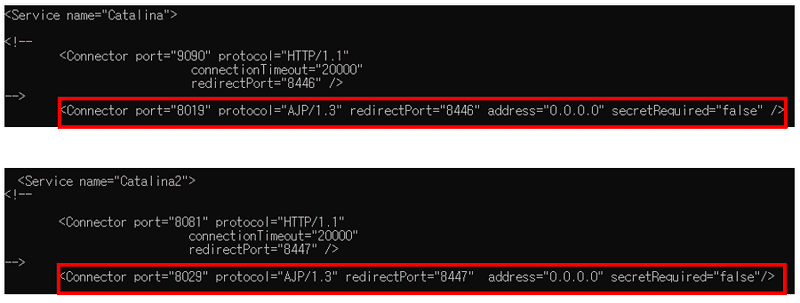 <Service name="Catalina">
<!--
<Connector port="9090" protocol="HTTP/1.1"
connectionTimeout="20000"
redirectPort="8446" />
-->
<Connector port="8019" protocol="AJP/1.3" redirectPort="8446" address="0.0.0.0" secretRequired="false" />
<Service name="Catalina2">
<!--
<Connector port="8081" protocol="HTTP/1.1"
connectionTimeout="20000"
redirectPort="8447" />
-->
<Connector port="8029" protocol="AJP/1.3" redirectPort="8447" address="0.0.0.0" secretRequired="false"/>